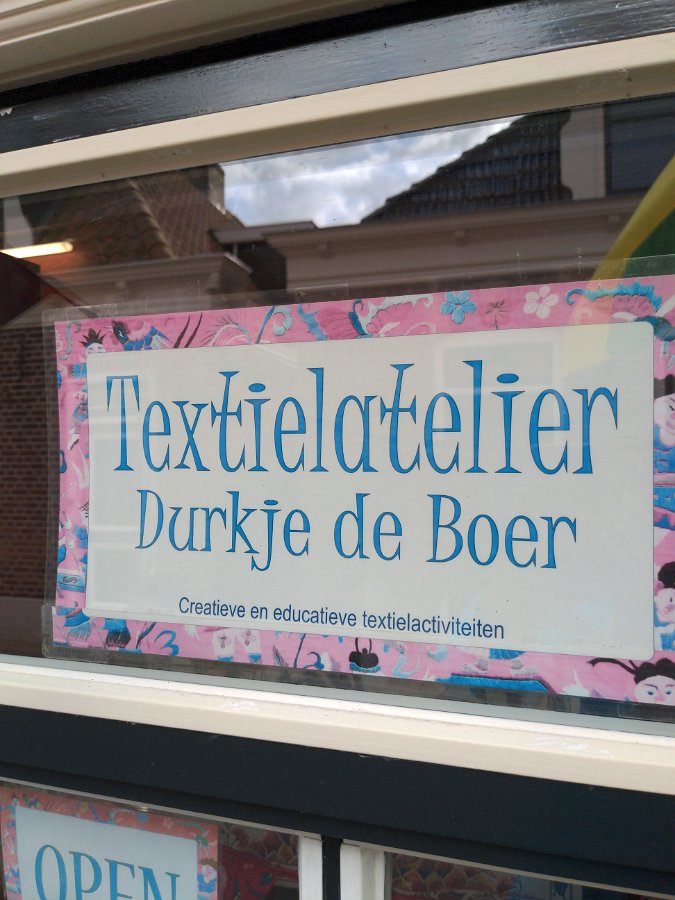 Textielatelier
Durkje de Boer
Creatieve en educatieve textielactiviteiten
OPEN